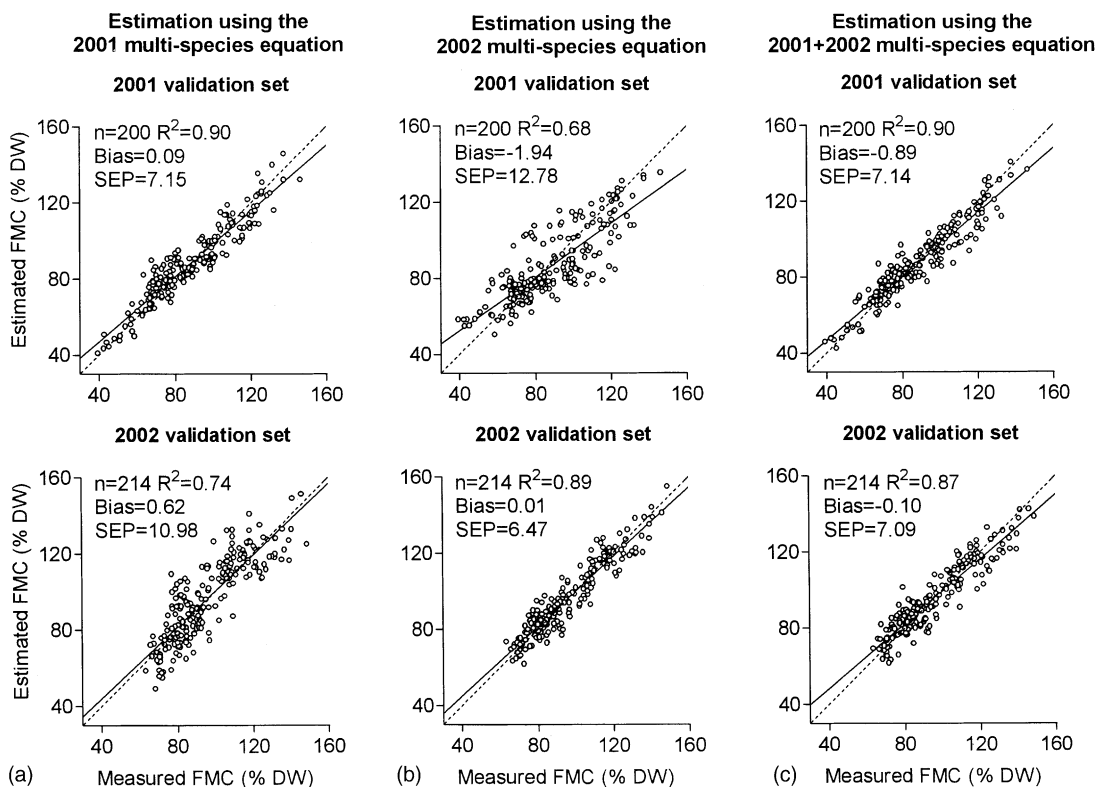 Estimation using the
2001 multi-species equation
Estimation using the
2002 multi-species equation
Estimation using the
2001+2002 multi-species equation
2001 validation set
2001 validation set
2001 validation set
Estimated FMC (% DW)
160
120
80
40
n=200 R²=0.90
Bias=0.09
SEP=7.15
40 80 120 160
160
120
80
40
n=200 R²=0.68
Bias=-1.94
SEP=12.78
40 80 120 160
160
120
80
40
n=200 R²=0.90
Bias=-0.89
SEP=7.14
40 80 120 160
2002 validation set
2002 validation set
2002 validation set
Estimated FMC (% DW)
160
120
80
40
n=214 R²=0.74
Bias=0.62
SEP=10.98
40 80 120 160
160
120
80
40
n=214 R²=0.89
Bias=0.01
SEP=6.47
40 80 120 160
160
120
80
40
n=214 R²=0.87
Bias=-0.10
SEP=7.09
40 80 120 160
(a) Measured FMC (% DW)
(b) Measured FMC (% DW)
(c) Measured FMC (% DW)